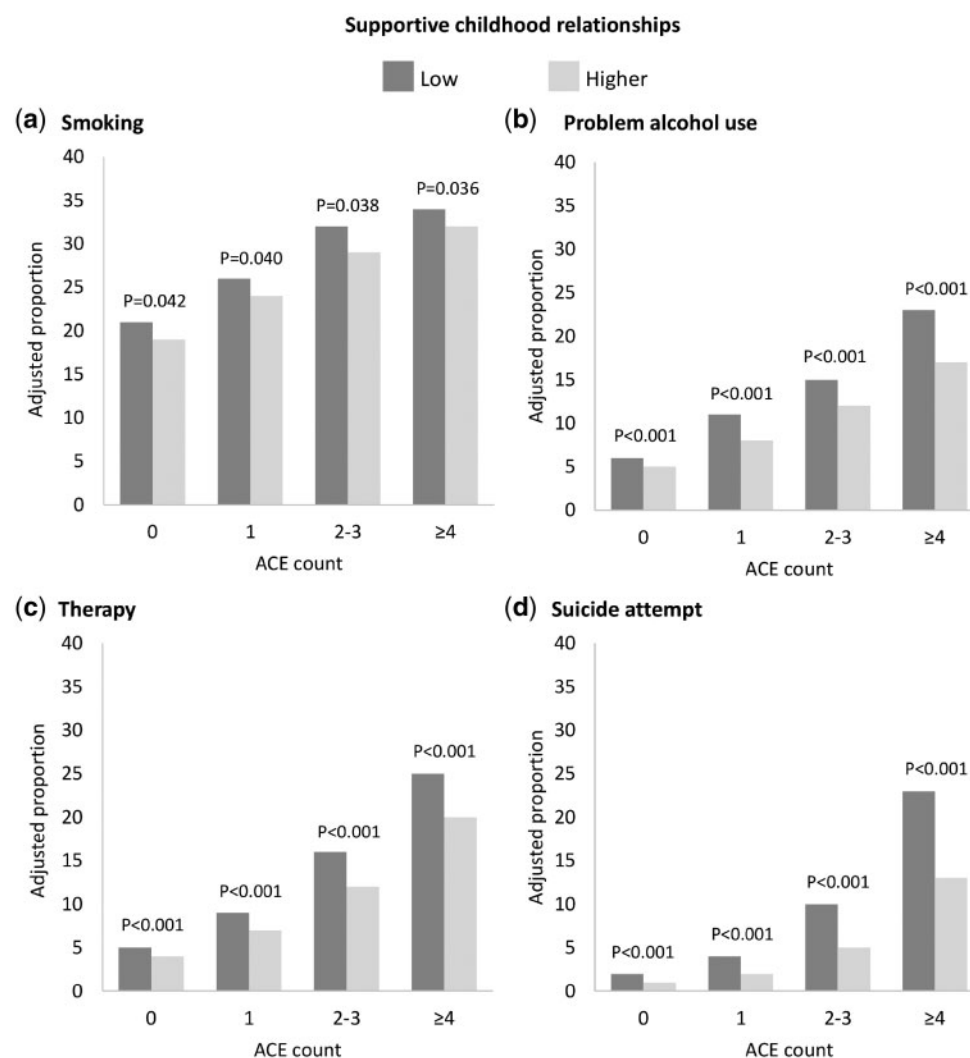 Supportive childhood relationships
Low Higher
(a) Smoking
40
35
30
25
20
15
10
5
0
Adjusted proportion
P=0.042
P=0.040
P=0.038
P=0.036
0 1 2-3 ≥4
ACE count
(b) Problem alcohol use
40
35
30
25
20
15
10
5
0
Adjusted proportion
P<0.001
P<0.001
P<0.001
P<0.001
0 1 2-3 ≥4
ACE count
(c) Therapy
40
35
30
25
20
15
10
5
0
Adjusted proportion
P<0.001
P<0.001
P<0.001
P<0.001
0 1 2-3 ≥4
ACE count
(d) Suicide attempt
40
35
30
25
20
15
10
5
0
Adjusted proportion
P<0.001
P<0.001
P<0.001
P<0.001
0 1 2-3 ≥4
ACE count